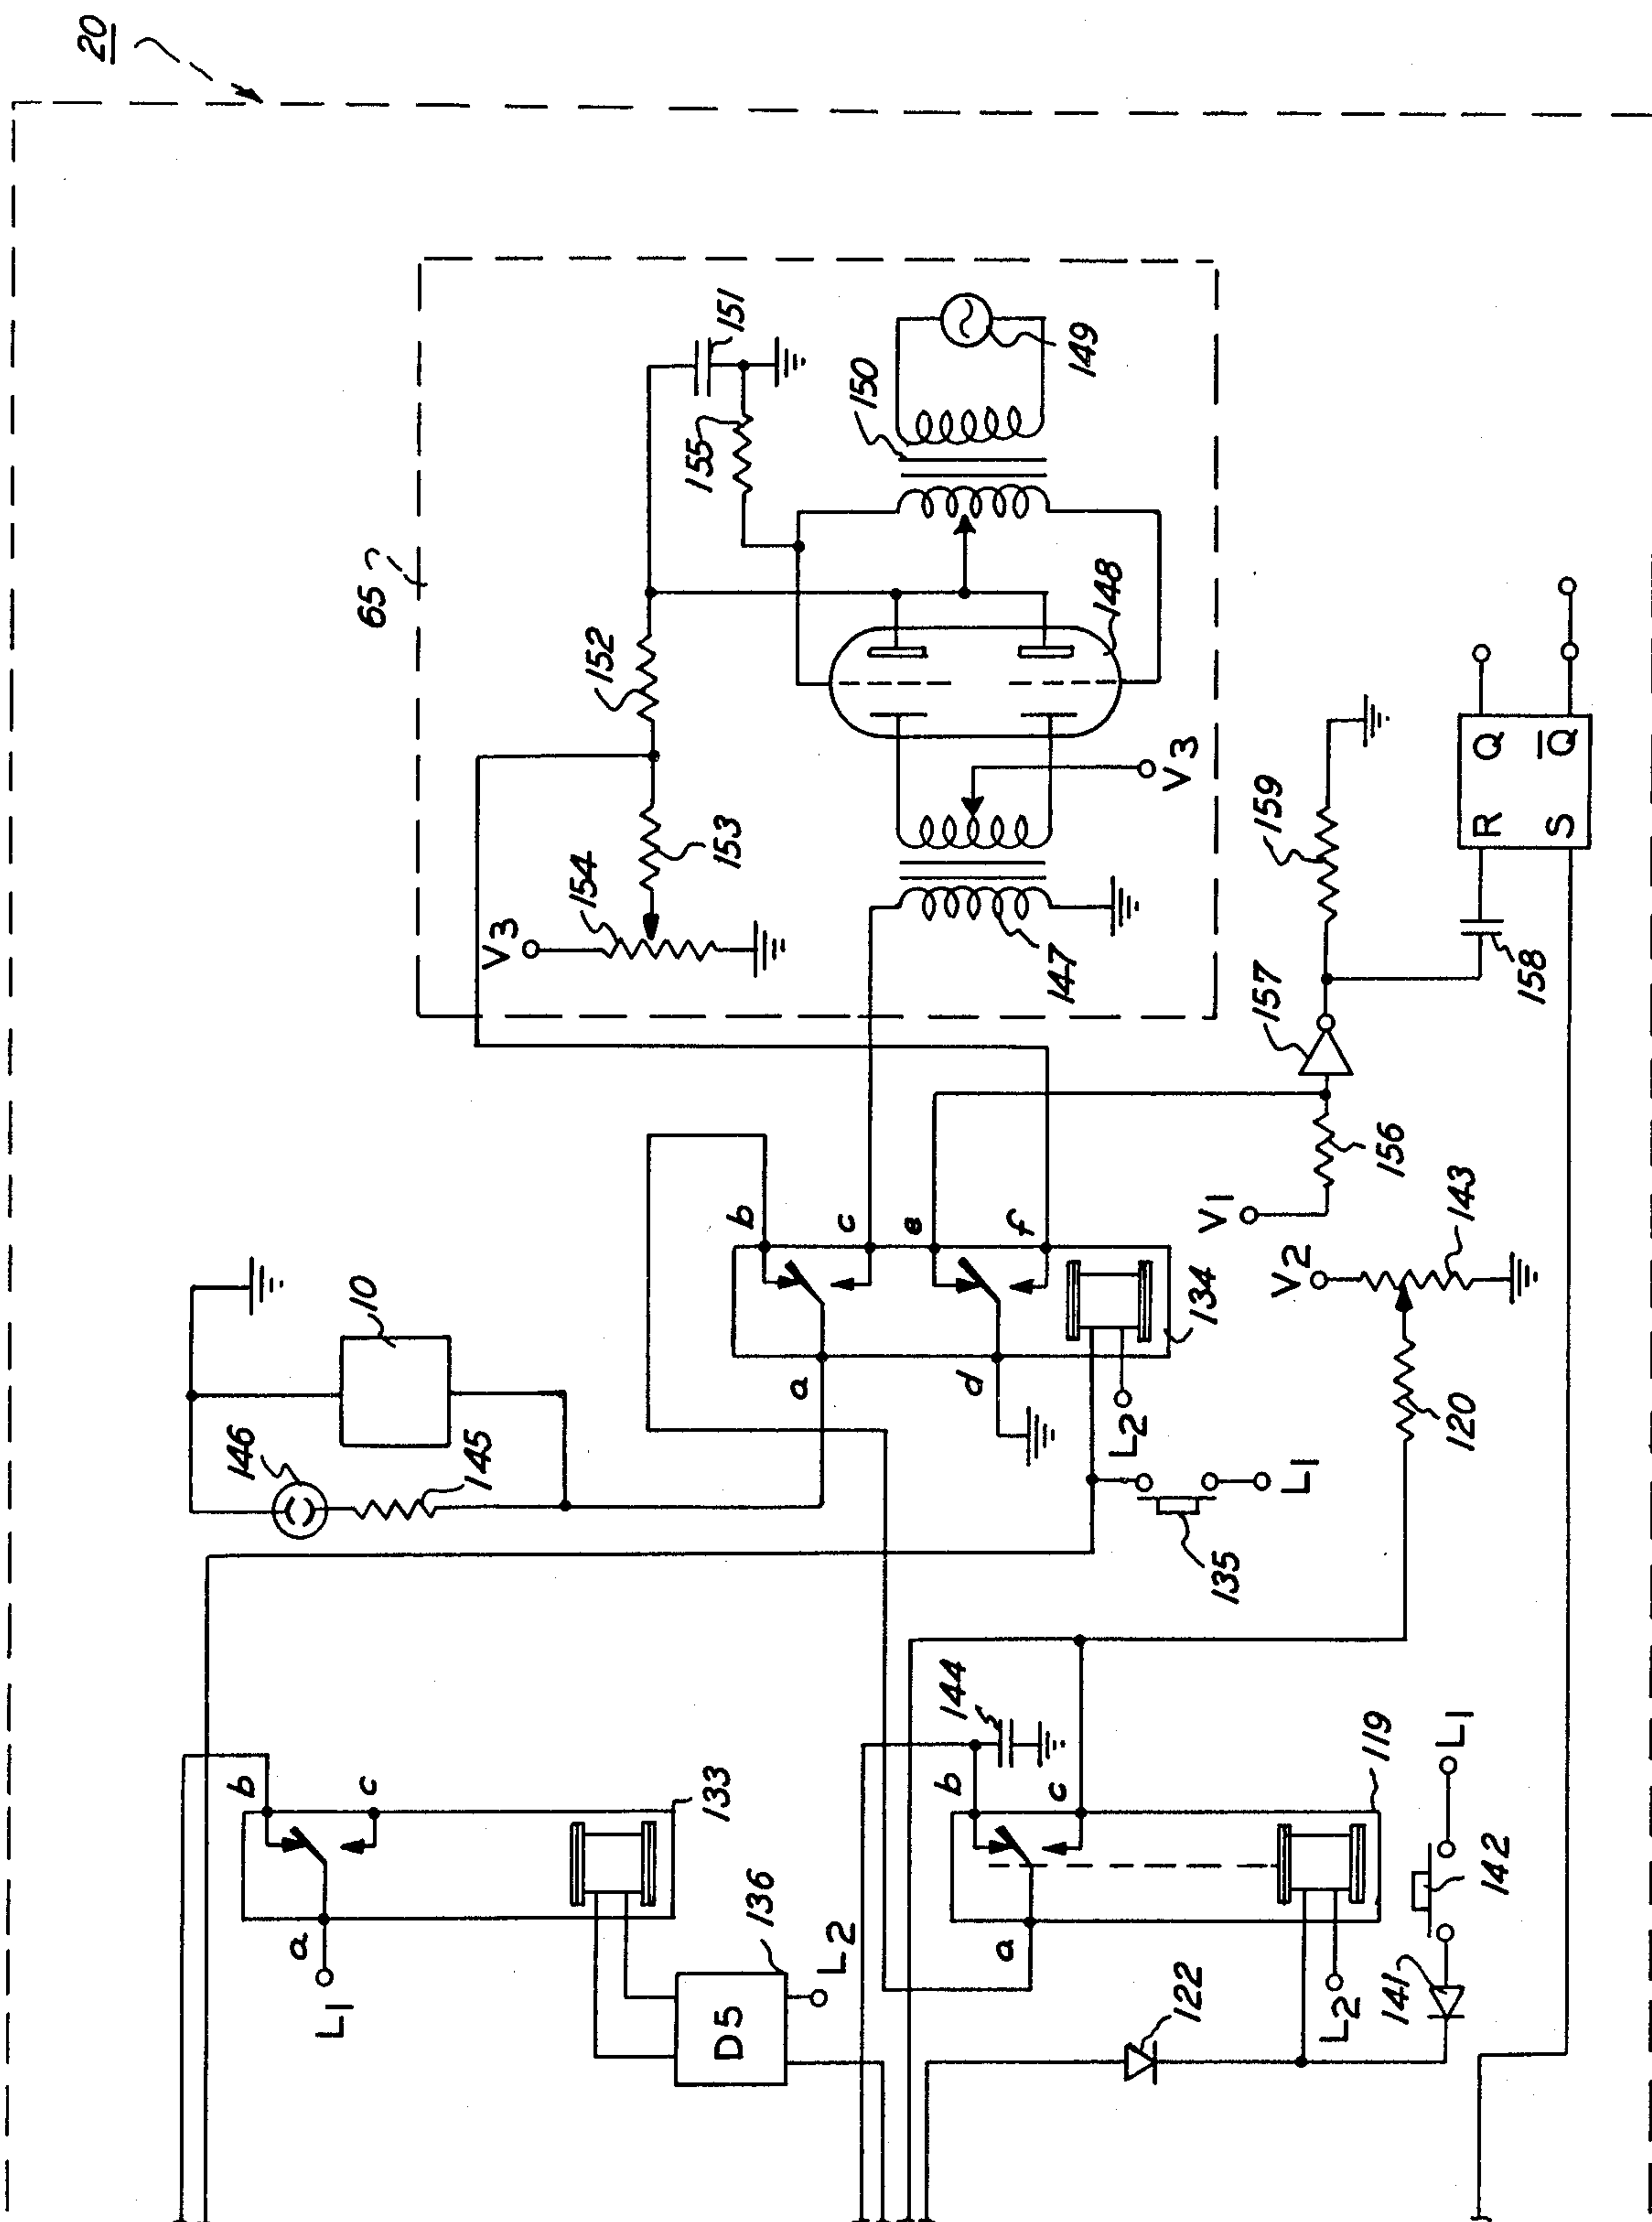 20
65
151
155
150
149
152
148
153
154
V3
V3
147
159
157
158
R Q
S Q̅
10
146
145
b
c
e
f
a
d
134
L2
L1
135
V1
156
V2
143
120
b
c
a
L1
133
136
D5
L2
144
b
c
a
119
122
L2
141
142
L1